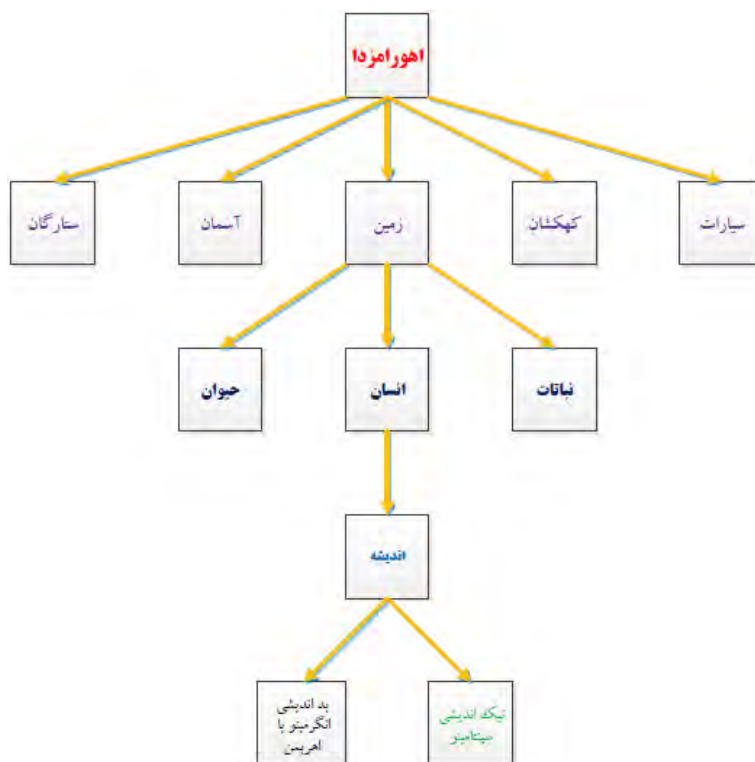 اهورامزدا
سیارات
کهکشان
زمین
آسمان
ستارگان
نباتات
انسان
حیوان
اندیشه
نیک اندیشی
سپنتامینو
بد اندیشی
انگرمینو یا
اهریمن